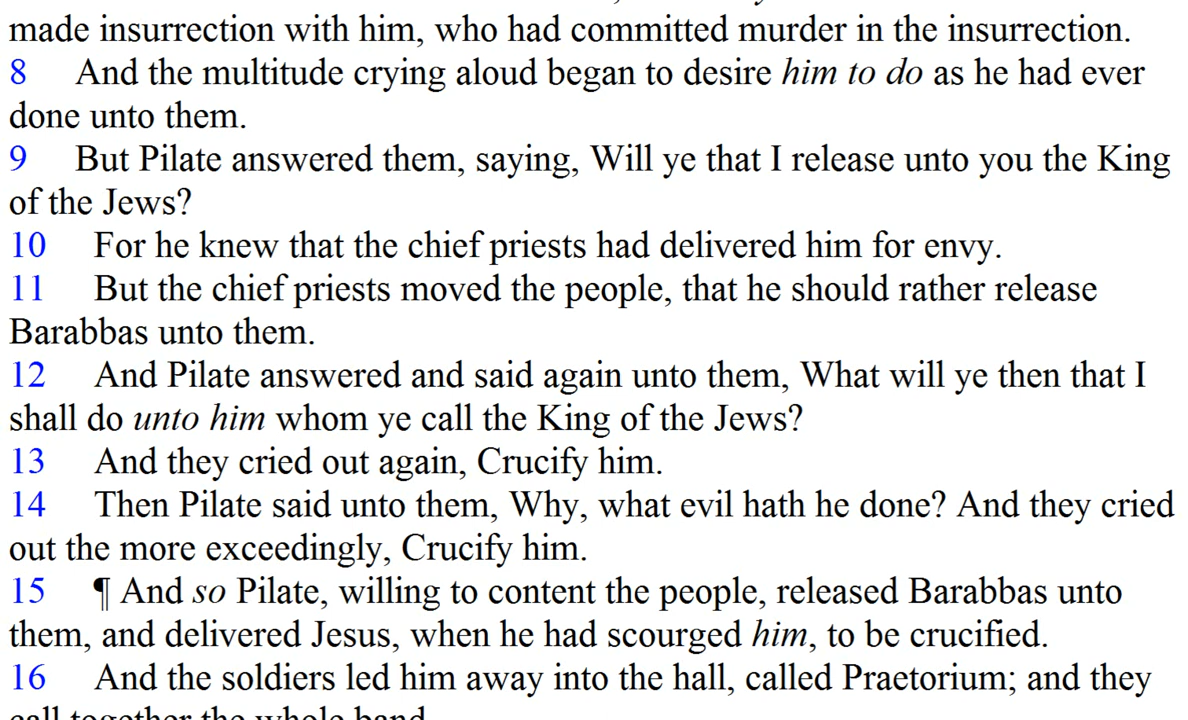 made insurrection with him, who had committed murder in the insurrection.
8 And the multitude crying aloud began to desire him to do as he had ever
done unto them.
9 But Pilate answered them, saying, Will ye that I release unto you the King
of the Jews?
10 For he knew that the chief priests had delivered him for envy.
11 But the chief priests moved the people, that he should rather release
Barabbas unto them.
12 And Pilate answered and said again unto them, What will ye then that I
shall do unto him whom ye call the King of the Jews?
13 And they cried out again, Crucify him.
14 Then Pilate said unto them, Why, what evil hath he done? And they cried
out the more exceedingly, Crucify him.
15 ¶ And so Pilate, willing to content the people, released Barabbas unto
them, and delivered Jesus, when he had scourged him, to be crucified.
16 And the soldiers led him away into the hall, called Praetorium; and they
call together the whole band.